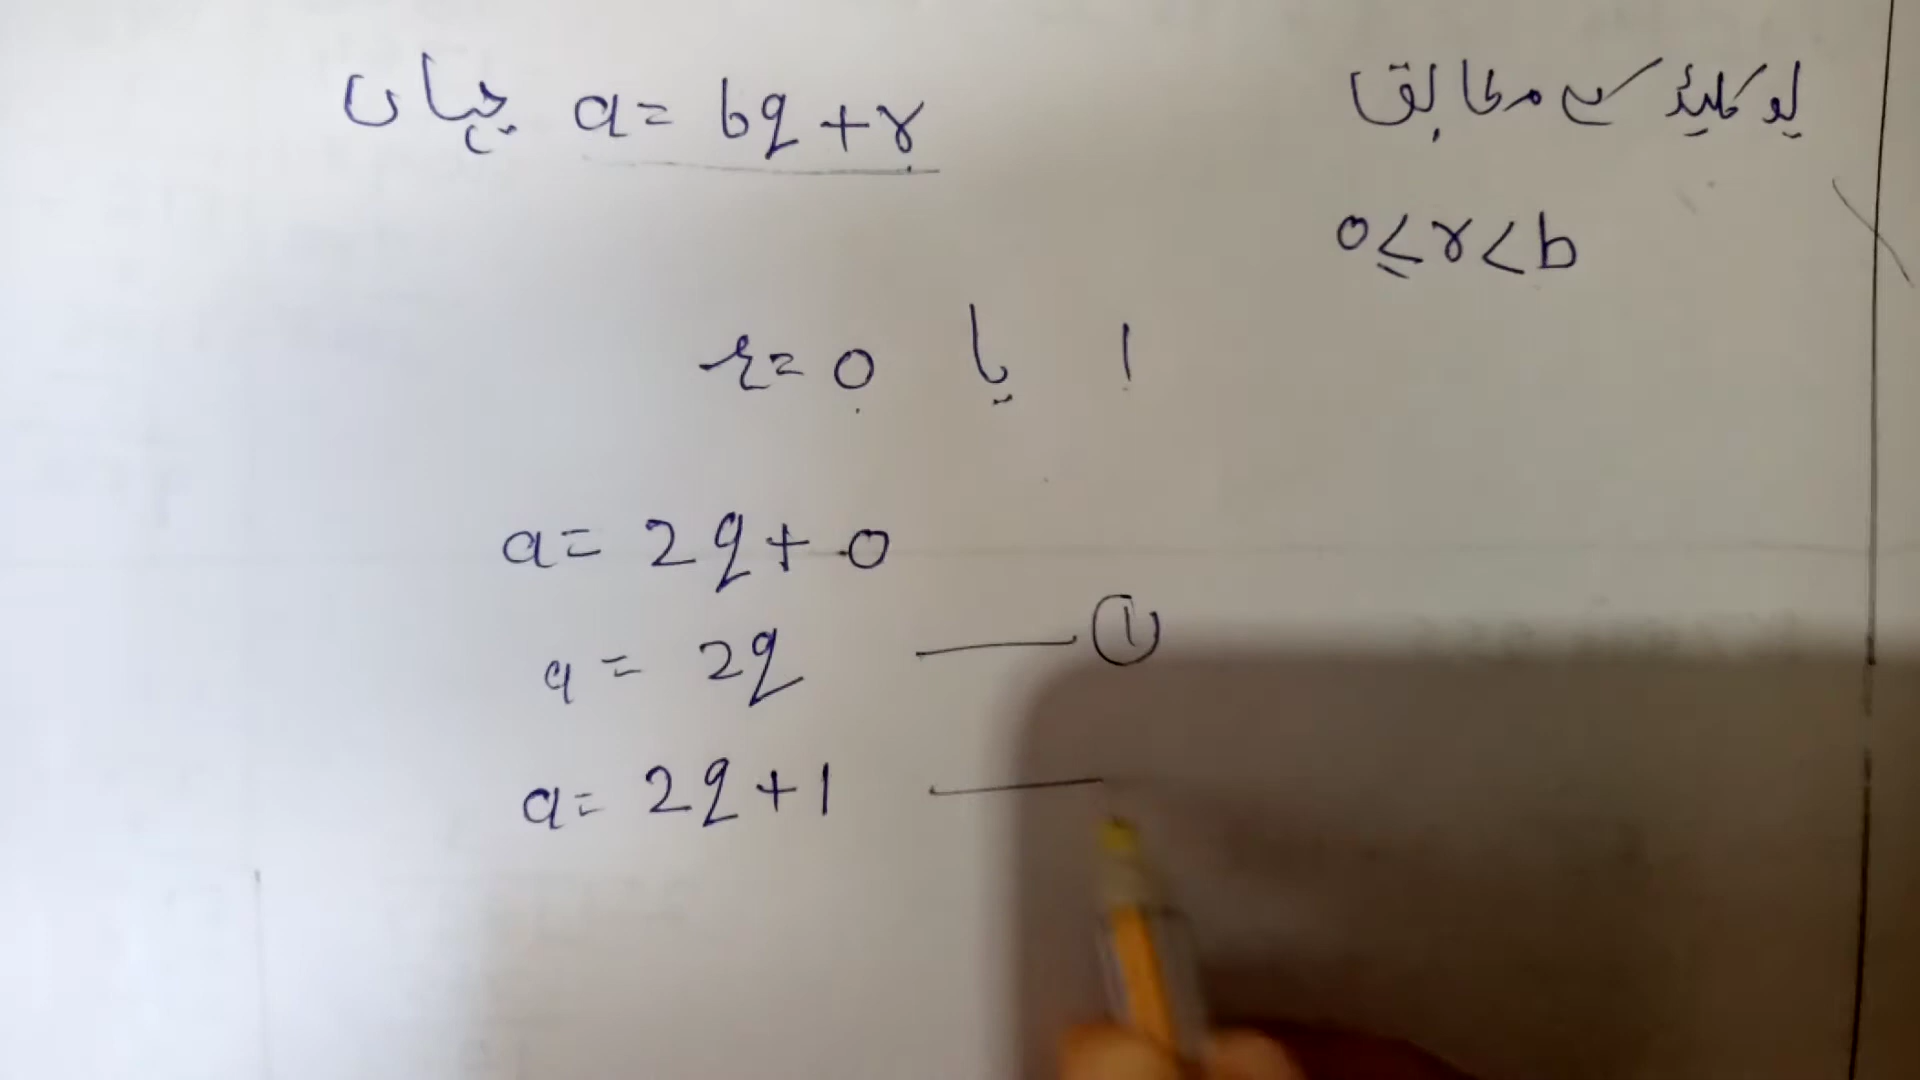 یوکلیڈ کے مطابق a = bq + r جہاں
0 ≤ r < b
r = 0 یا 1
a = 2q + 0
a = 2q —— ①
a = 2q + 1 ——